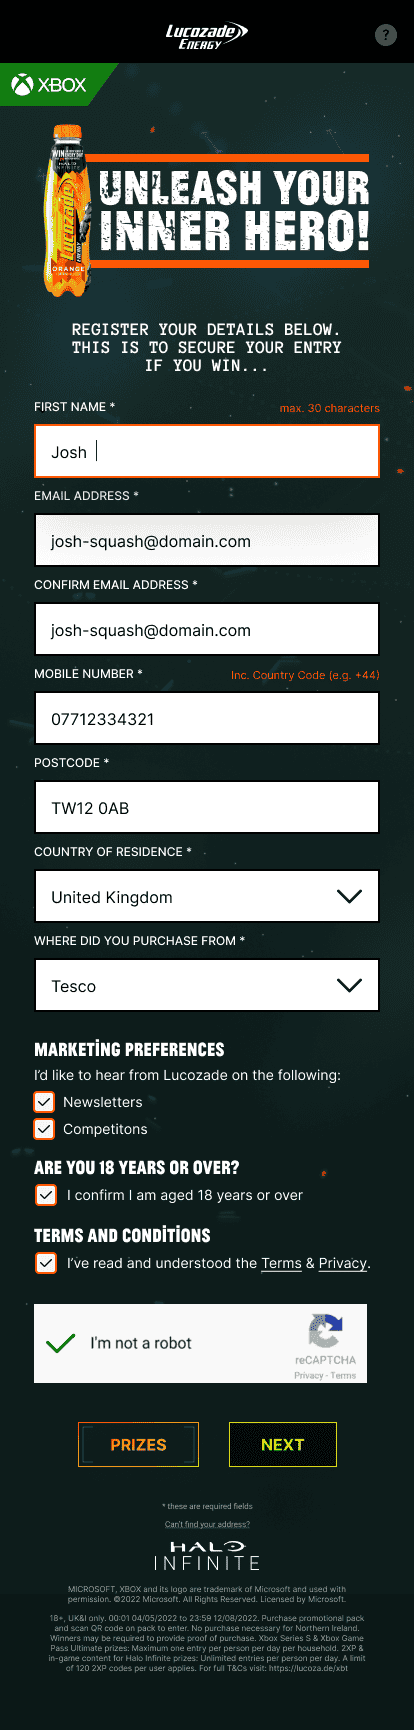 Lucozade
ENERGY
?
XBOX
WIN
HALO
INFINITE
Lucozade
ENERGY
ORANGE
UNLEASH YOUR
INNER HERO!
REGISTER YOUR DETAILS BELOW.
THIS IS TO SECURE YOUR ENTRY
IF YOU WIN...
FIRST NAME * max. 30 characters
Josh
EMAIL ADDRESS *
josh-squash@domain.com
CONFIRM EMAIL ADDRESS *
josh-squash@domain.com
MOBILE NUMBER * Inc. Country Code (e.g. +44)
07712334321
POSTCODE *
TW12 0AB
COUNTRY OF RESIDENCE *
United Kingdom
WHERE DID YOU PURCHASE FROM *
Tesco
MARKETING PREFERENCES
I'd like to hear from Lucozade on the following:
Newsletters
Competitons
ARE YOU 18 YEARS OR OVER?
I confirm I am aged 18 years or over
TERMS AND CONDITIONS
I've read and understood the Terms & Privacy.
I'm not a robot
reCAPTCHA
Privacy - Terms
PRIZES
NEXT
* these are required fields
Can't find your address?
HALO
INFINITE
MICROSOFT, XBOX and its logo are trademark of Microsoft and used with
permission. ©2022 Microsoft. All Rights Reserved. Licensed by Microsoft.
18+, UK&I only. 00:01 04/05/2022 to 23:59 12/08/2022. Purchase promotional pack
and scan QR code on pack to enter. No purchase necessary for Northern Ireland.
Winners may be required to provide proof of purchase. Xbox Series S & Xbox Game
Pass Ultimate prizes: Maximum one entry per person per day per household. 2XP &
in-game content for Halo Infinite prizes: Unlimited entries per person per day. A limit
of 120 2XP codes per user applies. For full T&Cs visit: https://lucoza.de/xbt